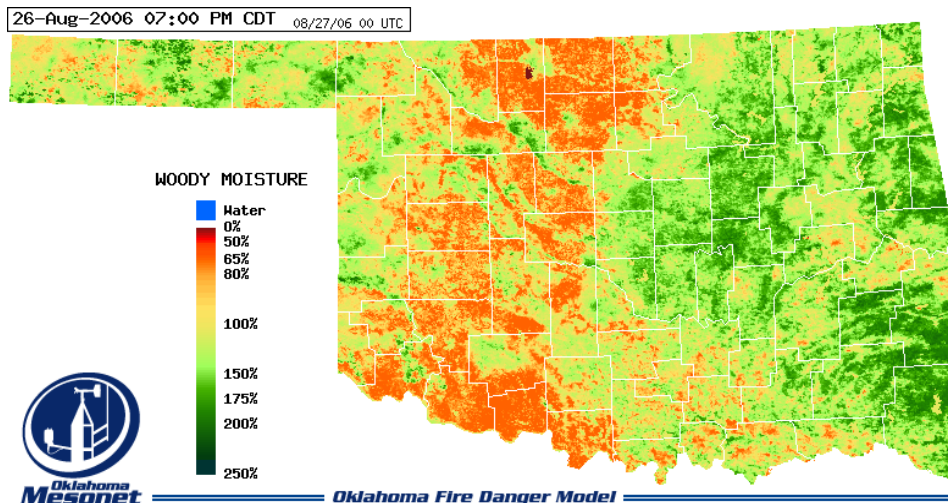 26-Aug-2006 07:00 PM CDT 08/27/06 00 UTC
WOODY MOISTURE
Water
0%
50%
65%
80%
100%
150%
175%
200%
250%
Oklahoma
Mesonet
Oklahoma Fire Danger Model